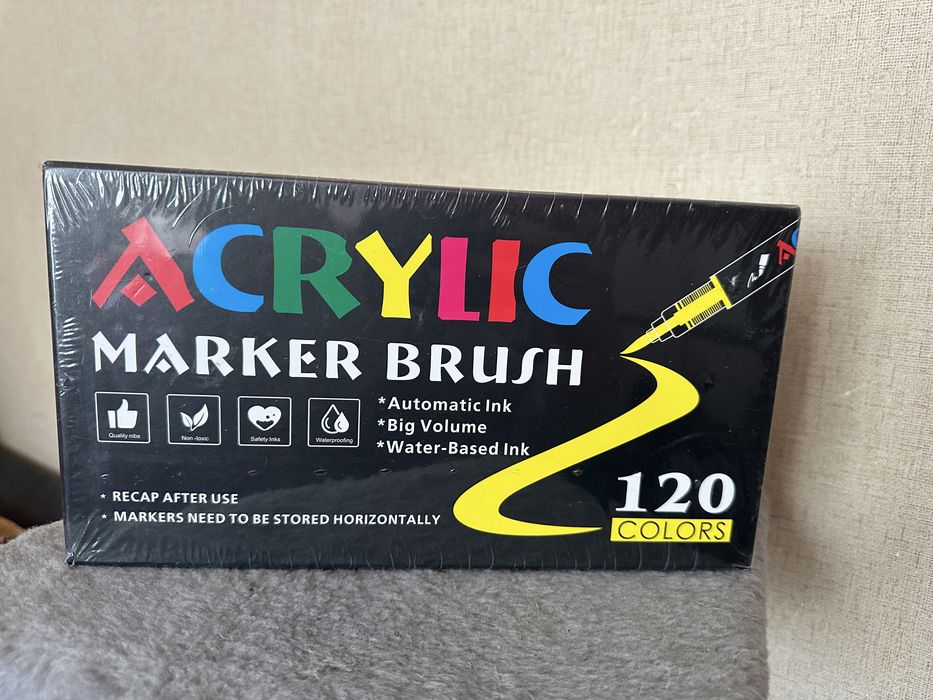 ACRYLIC
MARKER BRUSH
Quality nibs
Non-toxic
Safety Inks
Waterproofing
*Automatic Ink
*Big Volume
*Water-Based Ink
* RECAP AFTER USE
* MARKERS NEED TO BE STORED HORIZONTALLY
120
COLORS